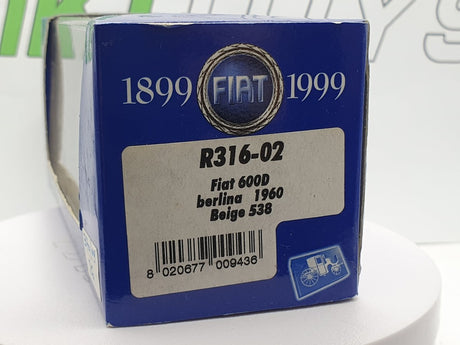 1899 FIAT 1999
R316-02
Fiat 600D
berlina 1960
Beige 538
8 020677 009436